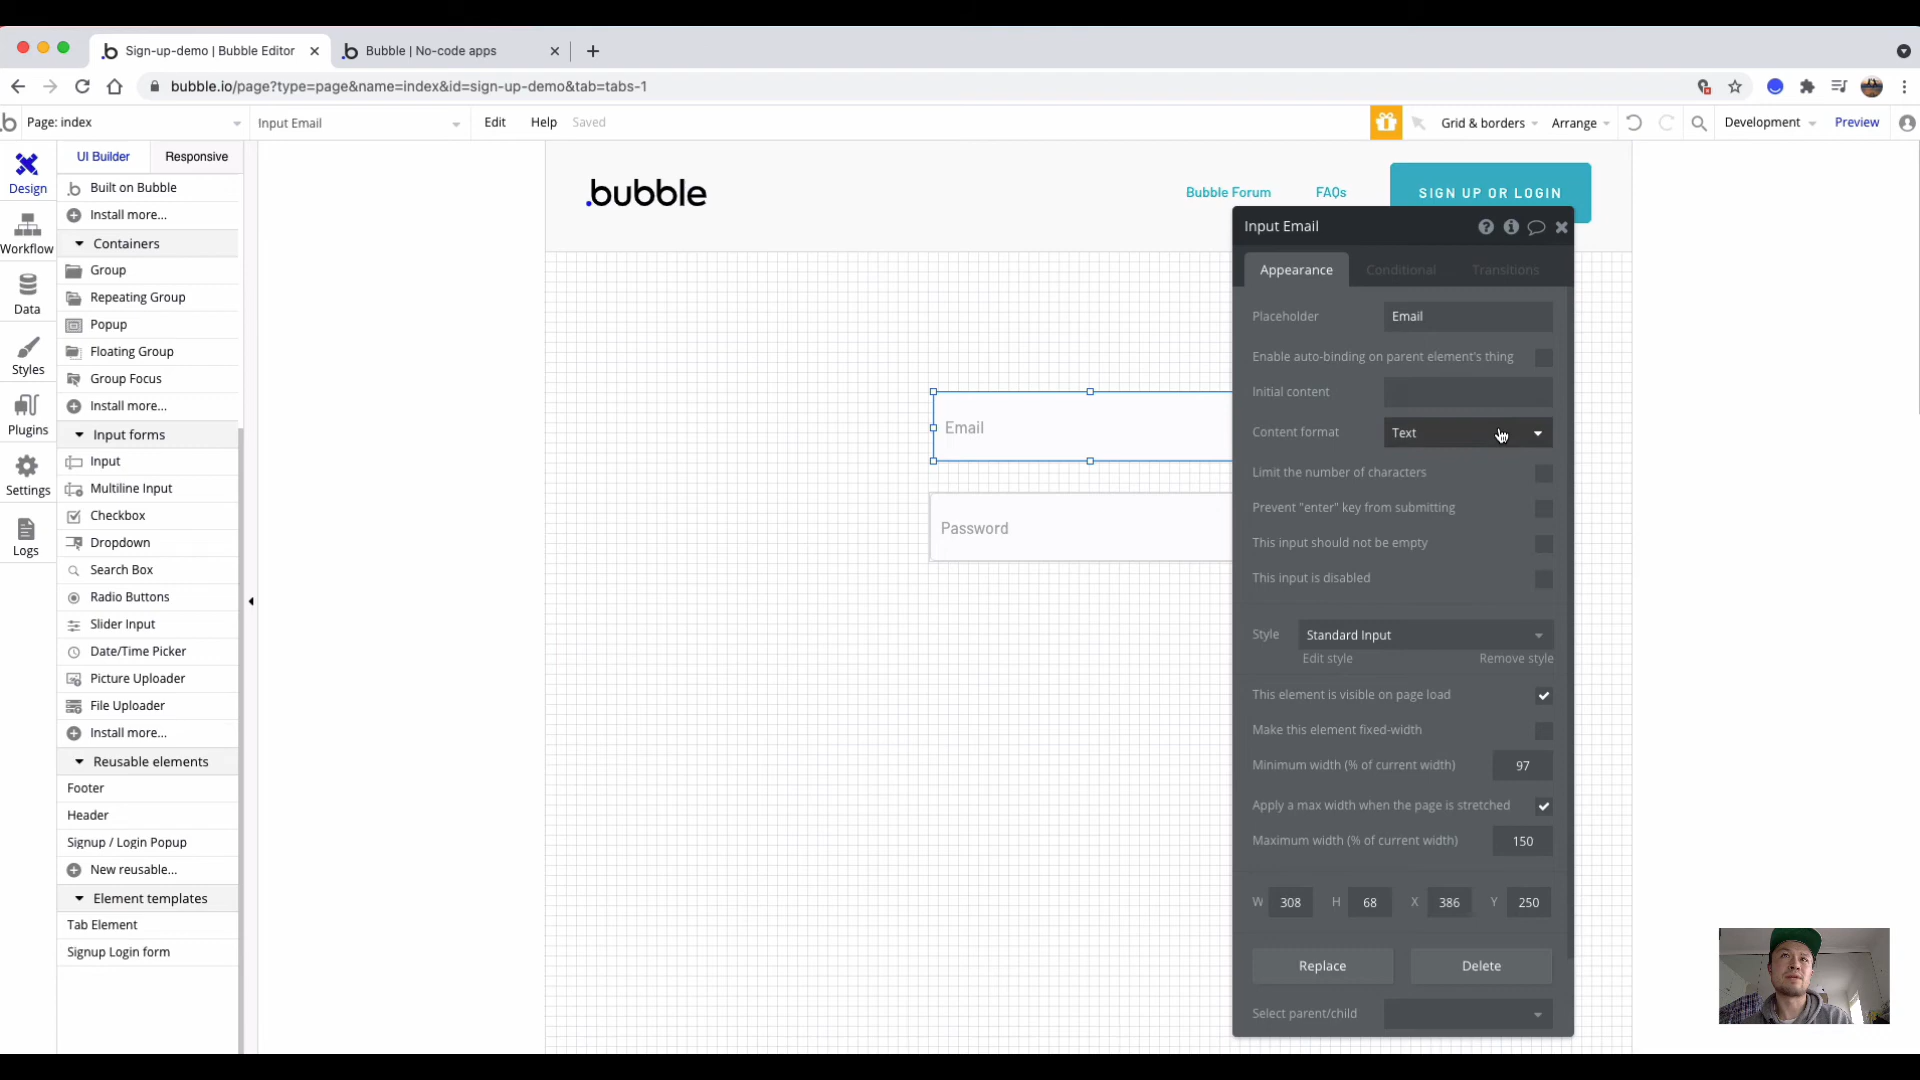 Sign-up-demo | Bubble Editor
Bubble | No-code apps
bubble.io/page?type=page&name=index&id=sign-up-demo&tab=tabs-1
Page: index
Input Email
Edit
Help
Saved
Grid & borders
Arrange
Development
Preview
UI Builder
Responsive
Design
Workflow
Data
Styles
Plugins
Settings
Logs
Built on Bubble
Install more...
Containers
Group
Repeating Group
Popup
Floating Group
Group Focus
Install more...
Input forms
Input
Multiline Input
Checkbox
Dropdown
Search Box
Radio Buttons
Slider Input
Date/Time Picker
Picture Uploader
File Uploader
Install more...
Reusable elements
Footer
Header
Signup / Login Popup
New reusable...
Element templates
Tab Element
Signup Login form
.bubble
Bubble Forum
FAQs
SIGN UP OR LOGIN
Email
Password
Input Email
Appearance
Conditional
Transitions
Placeholder
Email
Enable auto-binding on parent element's thing
Initial content
Content format
Text
Limit the number of characters
Prevent "enter" key from submitting
This input should not be empty
This input is disabled
Style
Standard Input
Edit style
Remove style
This element is visible on page load
Make this element fixed-width
Minimum width (% of current width)
97
Apply a max width when the page is stretched
Maximum width (% of current width)
150
W 308 H 68 X 386 Y 250
Replace
Delete
Select parent/child